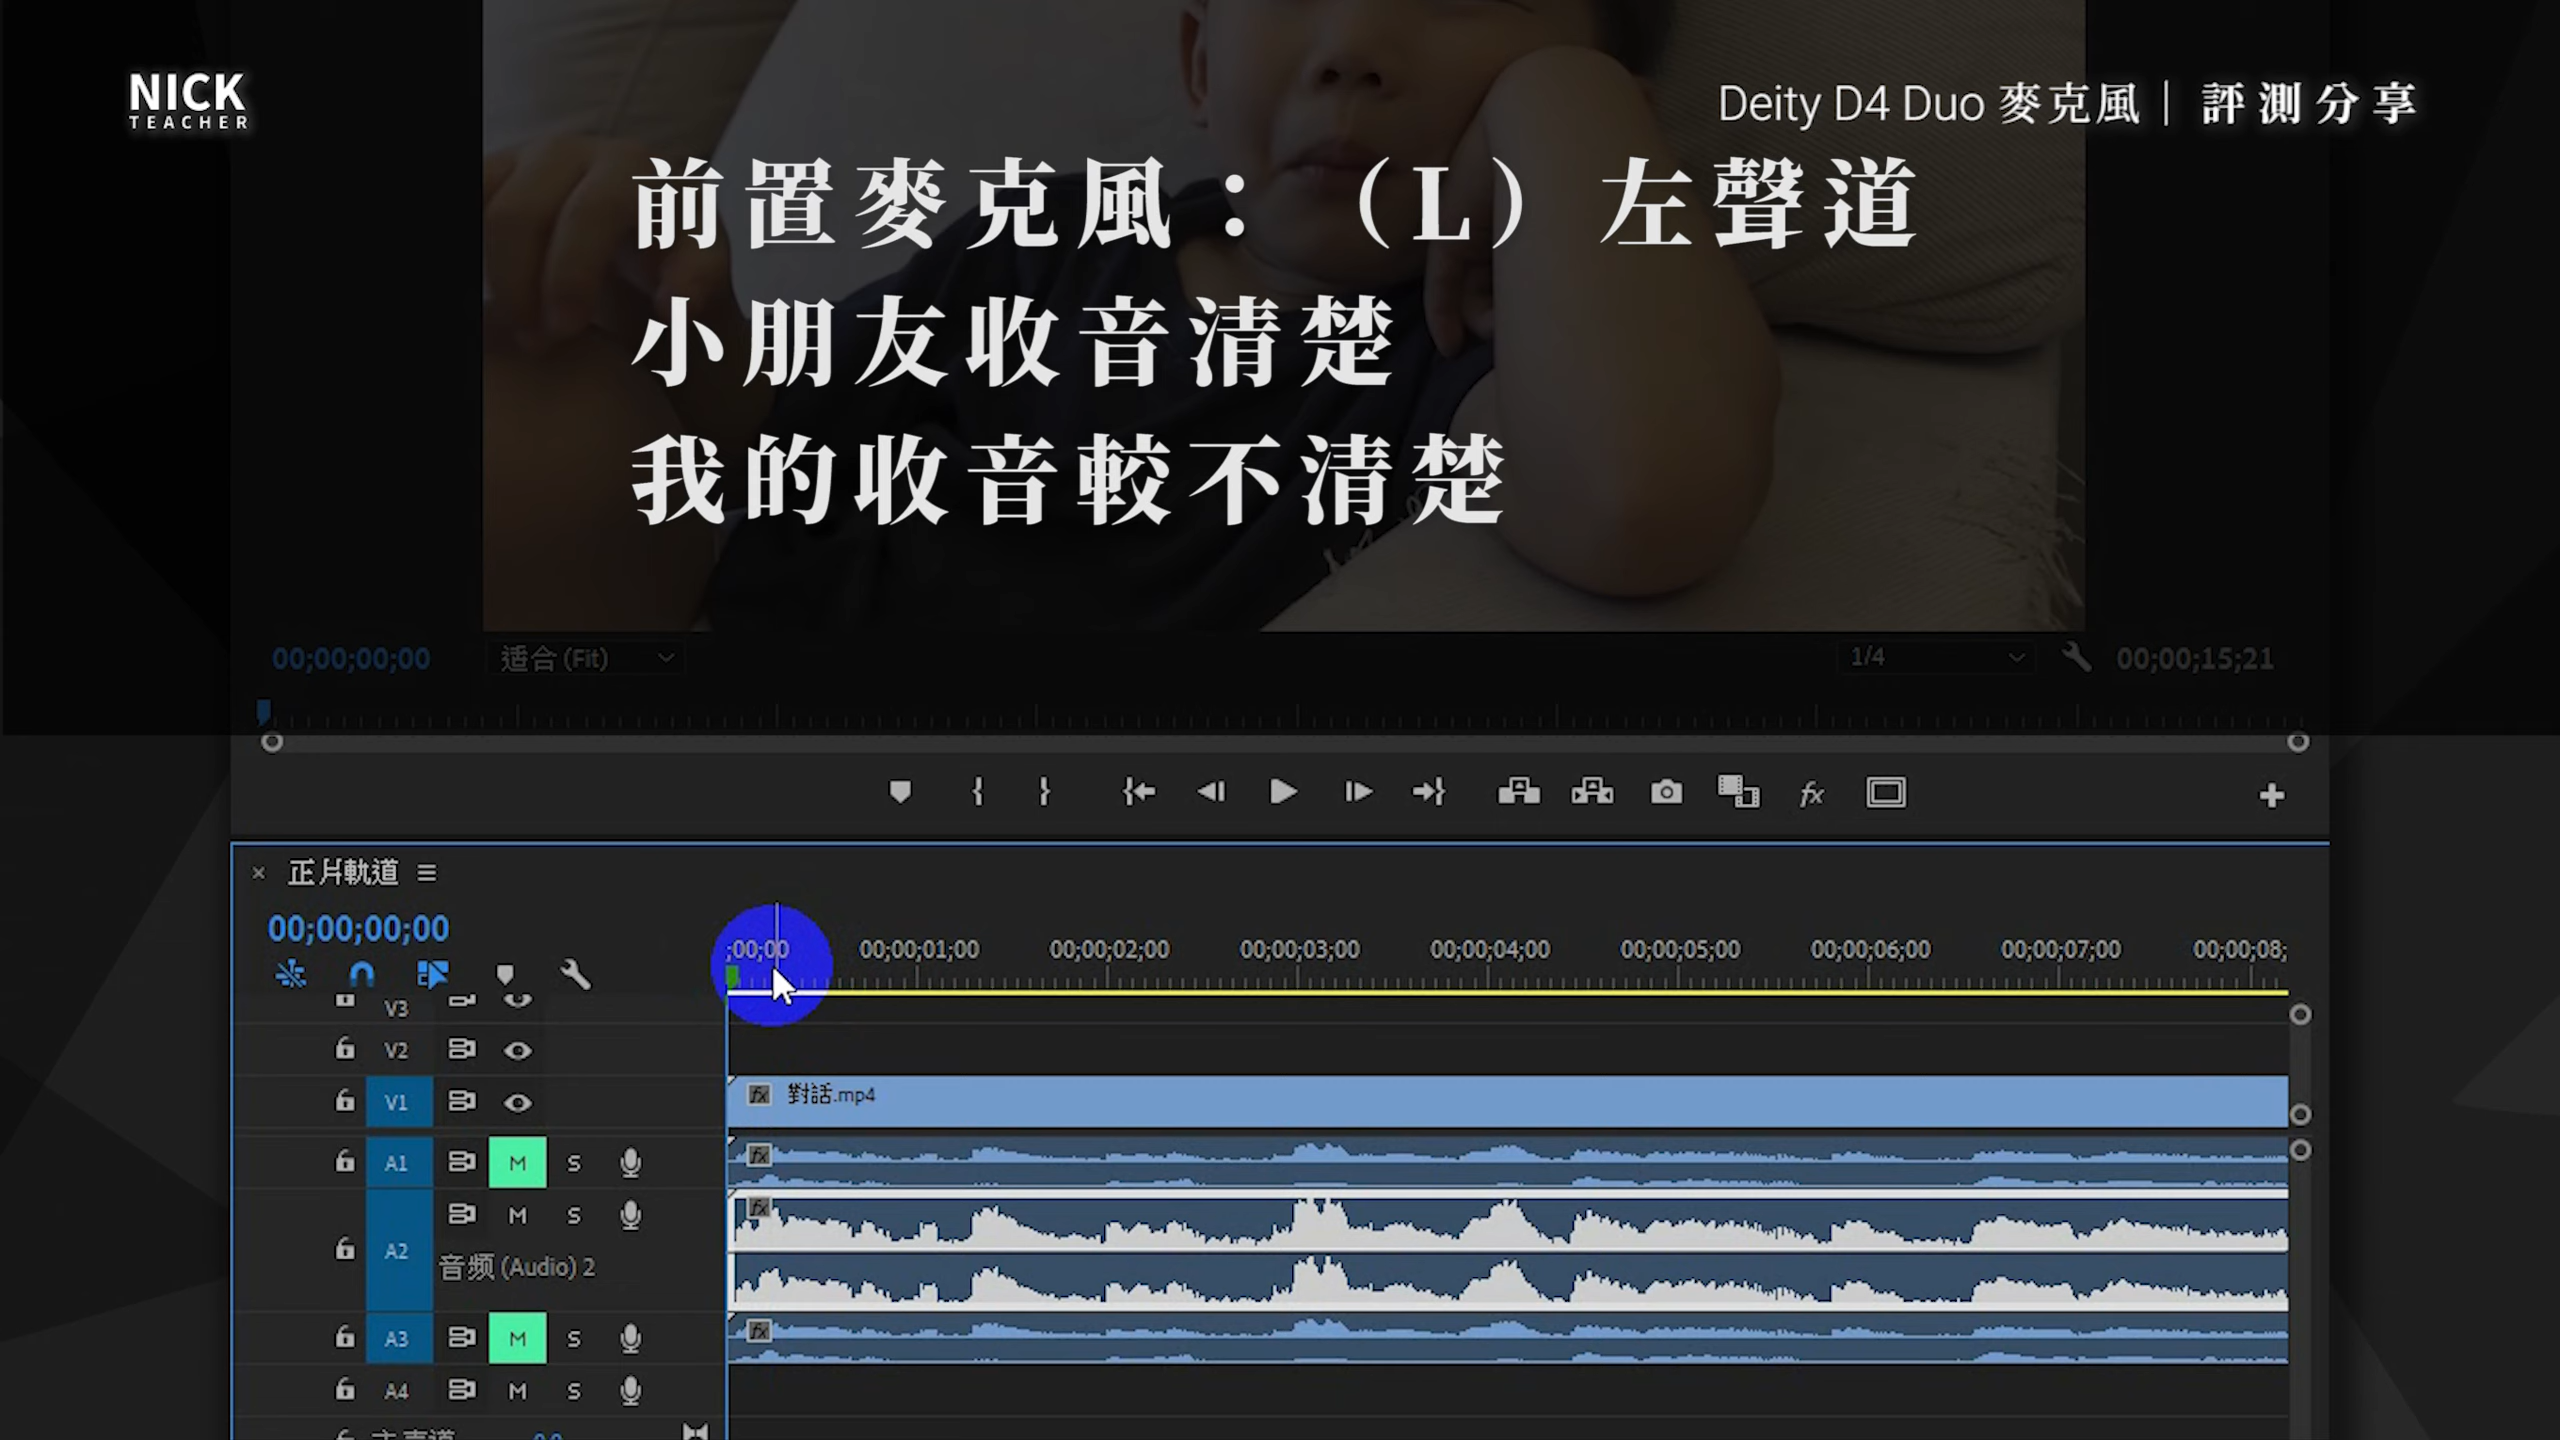 NICK
TEACHER
Deity D4 Duo 麥克風｜評測分享
前置麥克風：（L）左聲道
小朋友收音清楚
我的收音較不清楚
00;00;00;00
适合 (Fit)
1/4
00;00;15;21
正片軌道
00;00;00;00
;00;00 00;00;01;00 00;00;02;00 00;00;03;00 00;00;04;00 00;00;05;00 00;00;06;00 00;00;07;00 00;00;08;
V3
V2
V1
fx 對話.mp4
A1 M S fx
A2 M S fx
音频 (Audio) 2
A3 M S fx
A4 M S